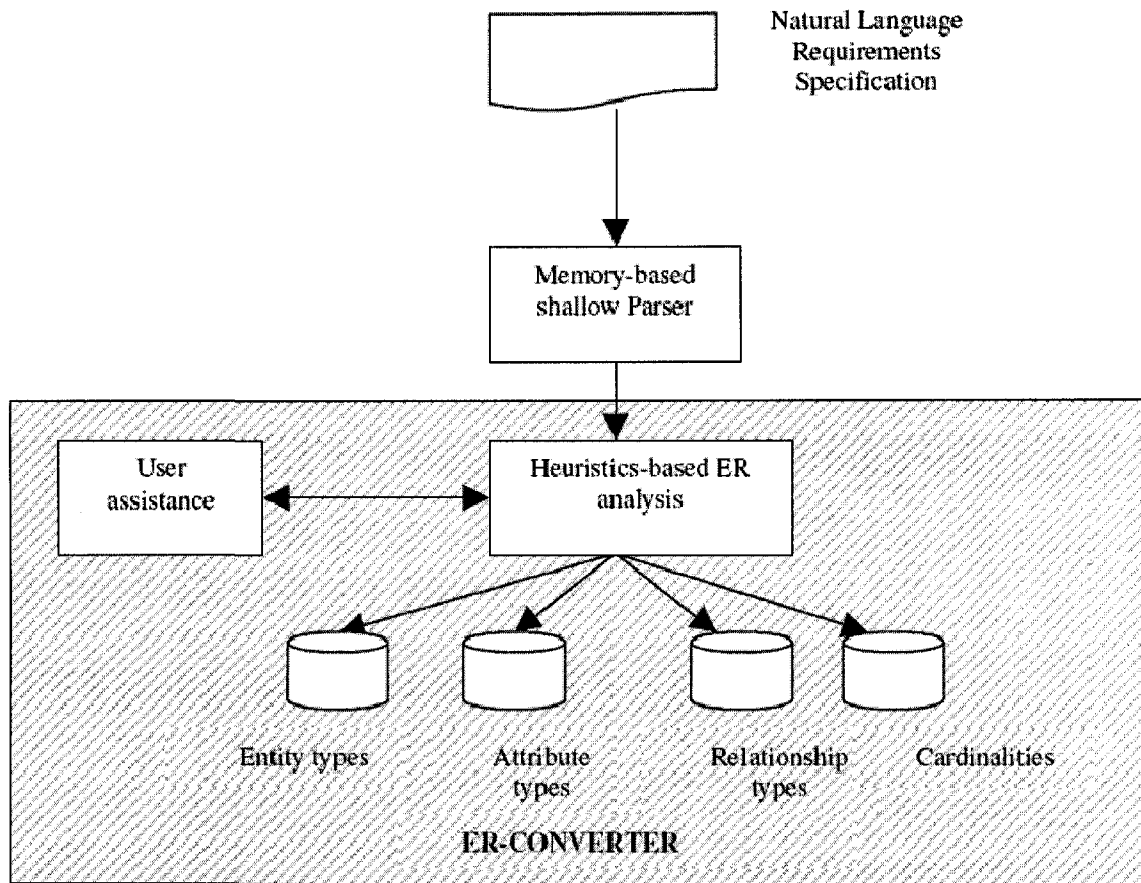 Natural Language
Requirements
Specification
Memory-based
shallow Parser
User
assistance
Heuristics-based ER
analysis
Entity types
Attribute
types
Relationship
types
Cardinalities
ER-CONVERTER